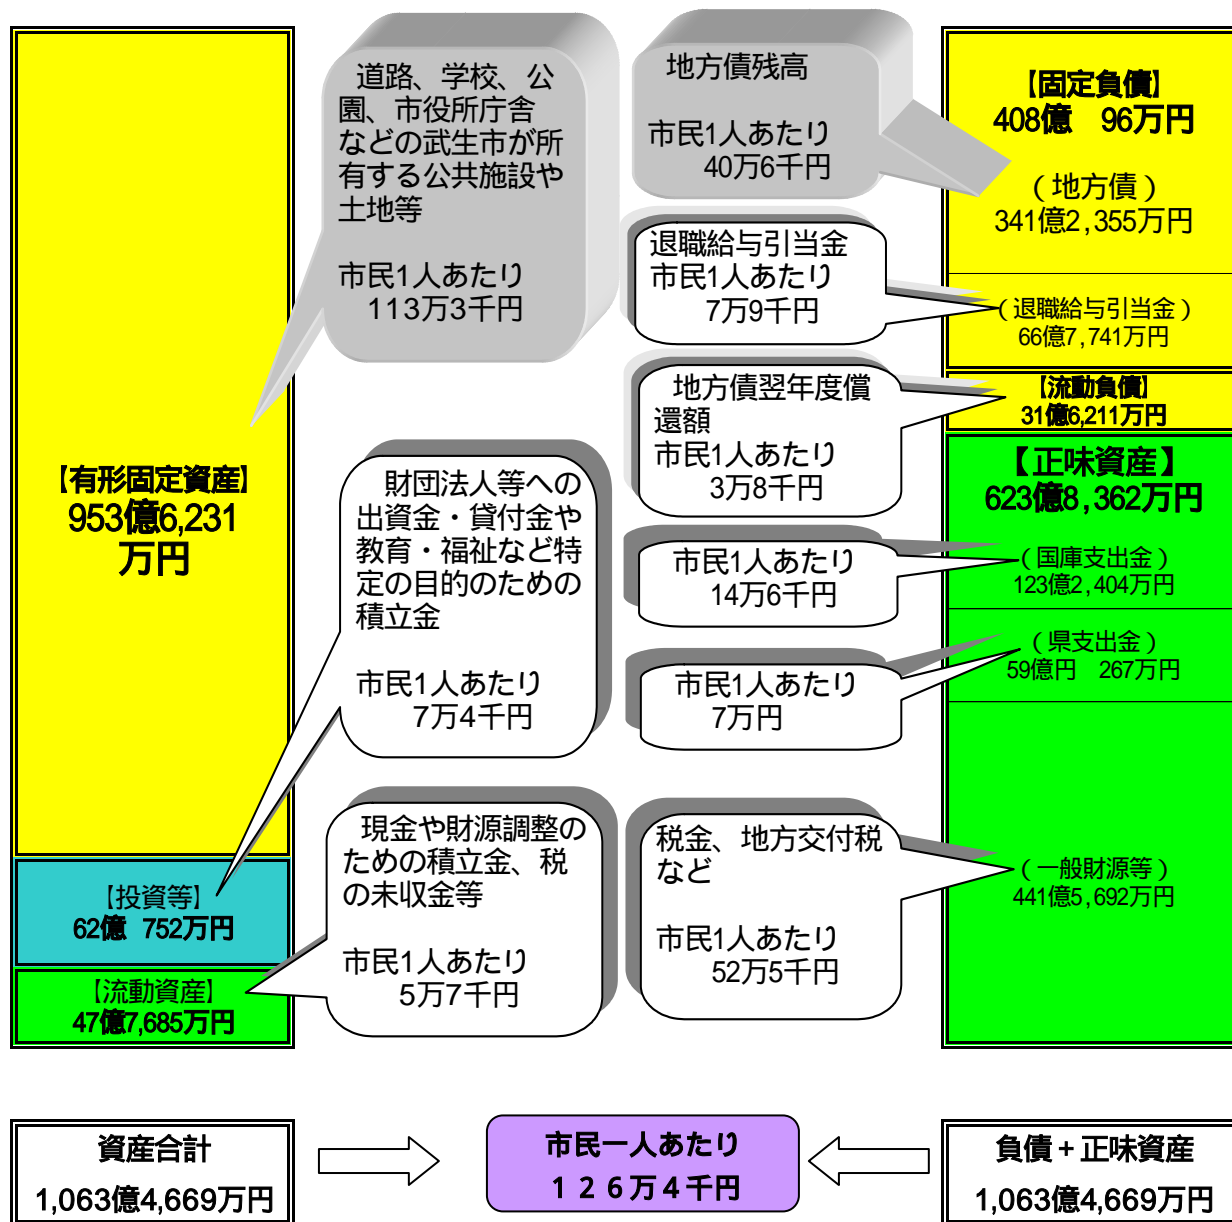 【有形固定資産】
953億6,231
万円
【投資等】
62億 752万円
【流動資産】
47億7,685万円
道路、学校、公
園、市役所庁舎
などの武生市が所
有する公共施設や
土地等
市民1人あたり
113万3千円
財団法人等への
出資金・貸付金や
教育・福祉など特
定の目的のための
積立金
市民1人あたり
7万4千円
現金や財源調整の
ための積立金、税
の未収金等
市民1人あたり
5万7千円
地方債残高
市民1人あたり
40万6千円
退職給与引当金
市民1人あたり
7万9千円
地方債翌年度償
還額
市民1人あたり
3万8千円
市民1人あたり
14万6千円
市民1人あたり
7万円
税金、地方交付税
など
市民1人あたり
52万5千円
【固定負債】
408億 96万円
(地方債)
341億2,355万円
(退職給与引当金)
66億7,741万円
【流動負債】
31億6,211万円
【正味資産】
623億8,362万円
(国庫支出金)
123億2,404万円
(県支出金)
59億円 267万円
(一般財源等)
441億5,692万円
資産合計
1,063億4,669万円
市民一人あたり
126万4千円
負債+正味資産
1,063億4,669万円